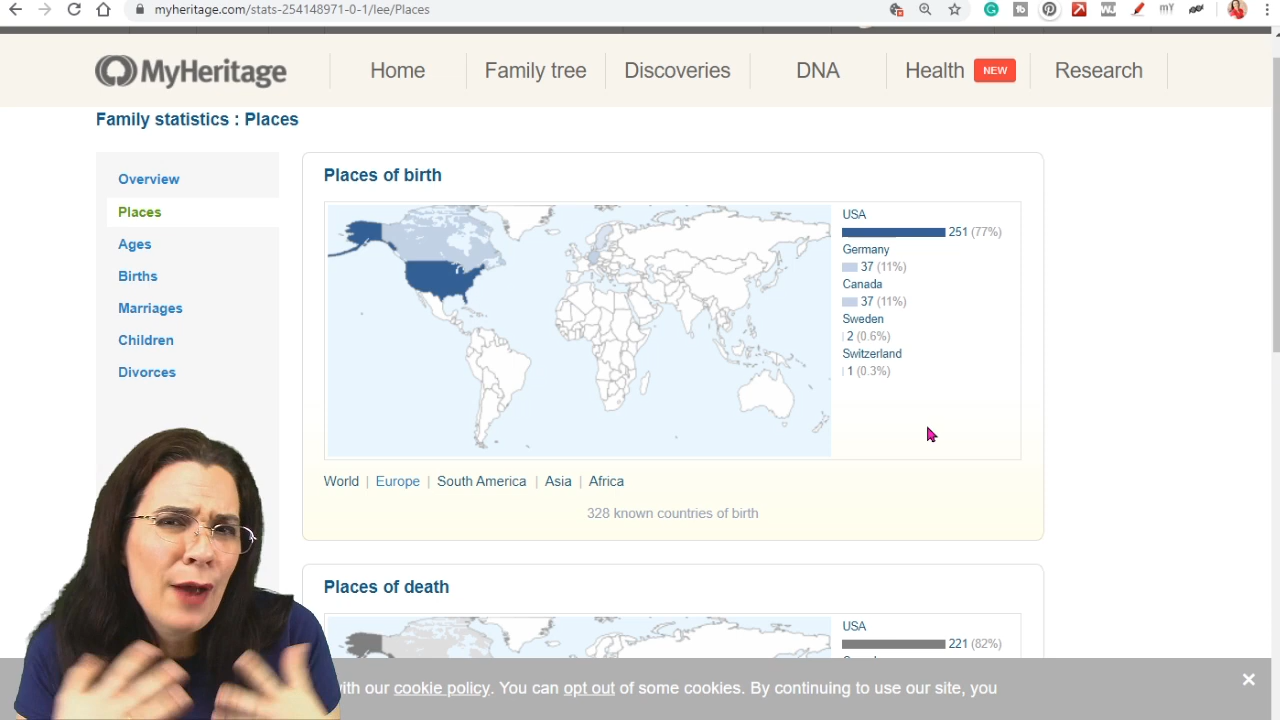 myheritage.com/stats-254148971-0-1/lee/Places
MyHeritage
Home
Family tree
Discoveries
DNA
Health NEW
Research
Family statistics : Places
Overview
Places
Ages
Births
Marriages
Children
Divorces
Places of birth
USA
251 (77%)
Germany
37 (11%)
Canada
37 (11%)
Sweden
2 (0.6%)
Switzerland
1 (0.3%)
World | Europe | South America | Asia | Africa
328 known countries of birth
Places of death
USA
221 (82%)
with our cookie policy. You can opt out of some cookies. By continuing to use our site, you